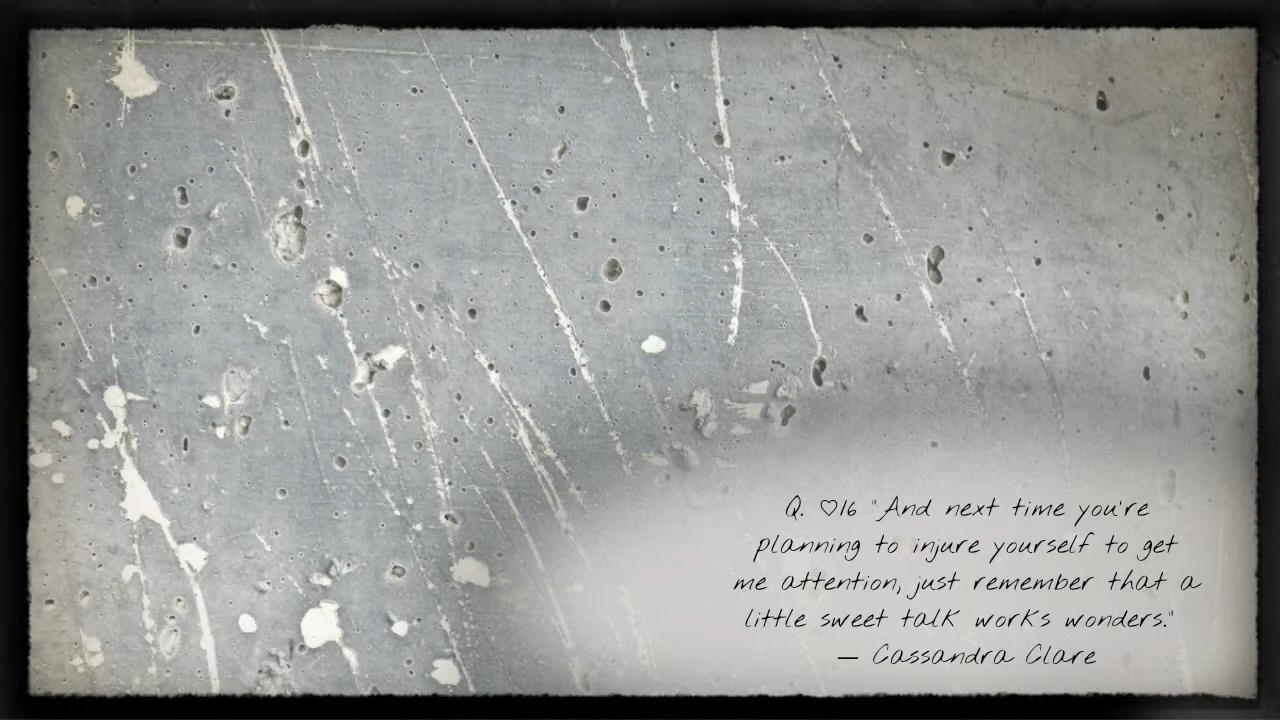 Q. ♡16 "And next time you're
planning to injure yourself to get
me attention, just remember that a
little sweet talk works wonders."
— Cassandra Clare